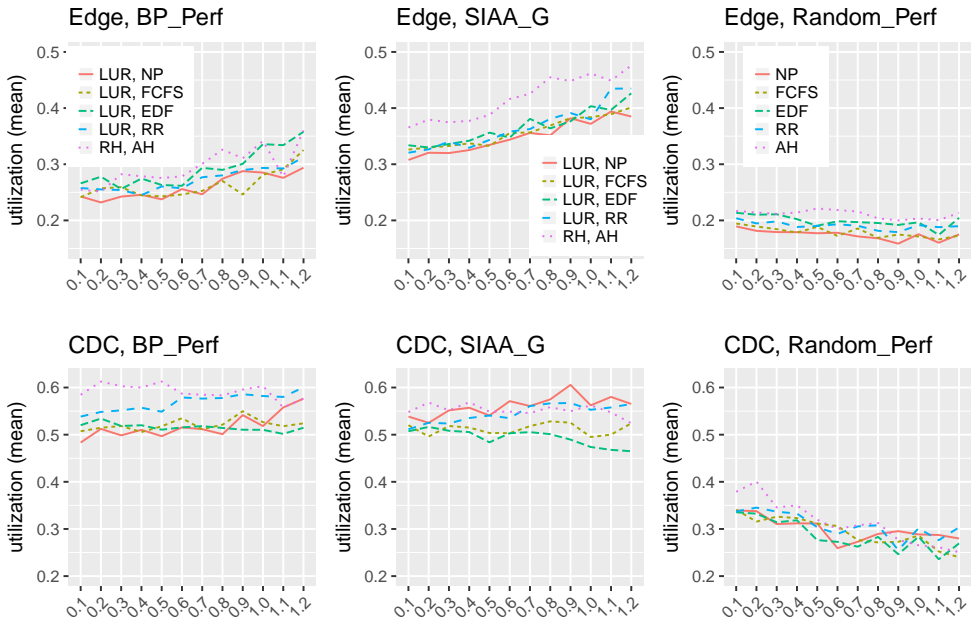 Edge, BP_Perf
utilization (mean)
0.5
0.4
0.3
0.2
LUR, NP
LUR, FCFS
LUR, EDF
LUR, RR
RH, AH
0.1 0.2 0.3 0.4 0.5 0.6 0.7 0.8 0.9 1.0 1.1 1.2
Edge, SIAA_G
utilization (mean)
0.5
0.4
0.3
0.2
LUR, NP
LUR, FCFS
LUR, EDF
LUR, RR
RH, AH
0.1 0.2 0.3 0.4 0.5 0.6 0.7 0.8 0.9 1.0 1.1 1.2
Edge, Random_Perf
utilization (mean)
0.5
0.4
0.3
0.2
NP
FCFS
EDF
RR
AH
0.1 0.2 0.3 0.4 0.5 0.6 0.7 0.8 0.9 1.0 1.1 1.2
CDC, BP_Perf
utilization (mean)
0.6
0.5
0.4
0.3
0.2
0.1 0.2 0.3 0.4 0.5 0.6 0.7 0.8 0.9 1.0 1.1 1.2
CDC, SIAA_G
utilization (mean)
0.6
0.5
0.4
0.3
0.2
0.1 0.2 0.3 0.4 0.5 0.6 0.7 0.8 0.9 1.0 1.1 1.2
CDC, Random_Perf
utilization (mean)
0.6
0.5
0.4
0.3
0.2
0.1 0.2 0.3 0.4 0.5 0.6 0.7 0.8 0.9 1.0 1.1 1.2